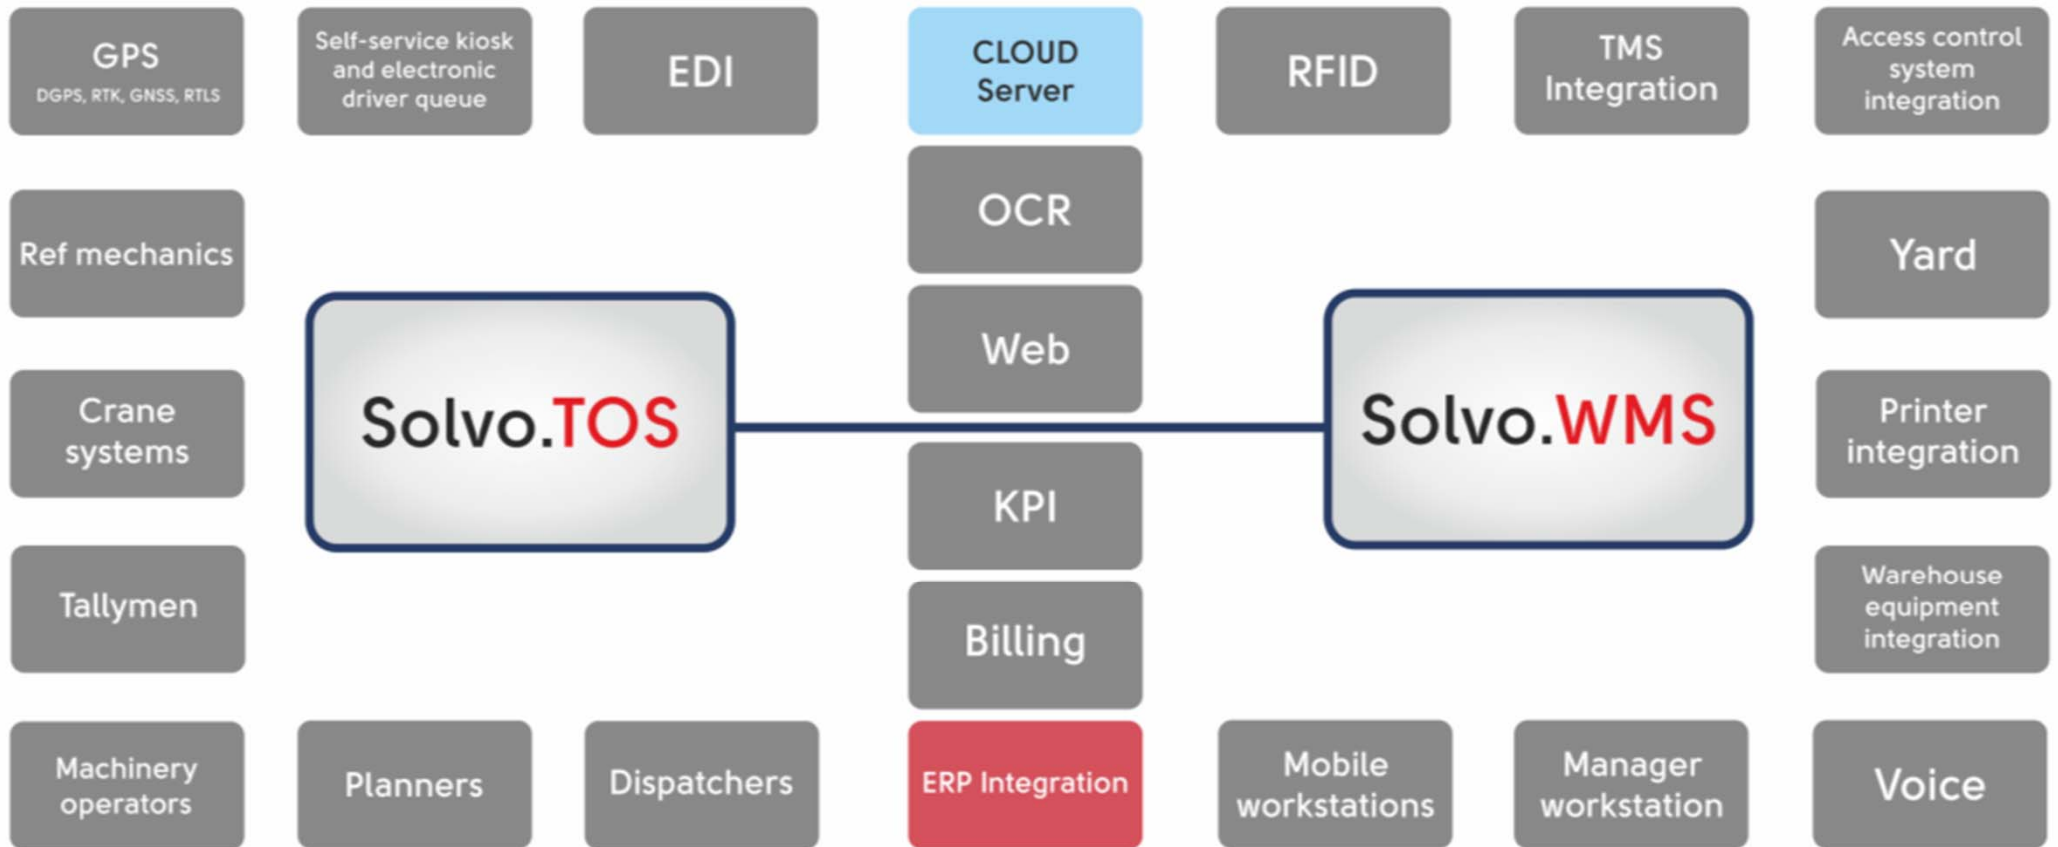 GPS
DGPS, RTK, GNSS, RTLS
Self-service kiosk
and electronic
driver queue
EDI
CLOUD
Server
RFID
TMS
Integration
Access control
system
integration
OCR
Ref mechanics
Yard
Web
Crane
systems
Solvo.TOS
Solvo.WMS
Printer
integration
KPI
Tallymen
Billing
Warehouse
equipment
integration
Machinery
operators
Planners
Dispatchers
ERP Integration
Mobile
workstations
Manager
workstation
Voice